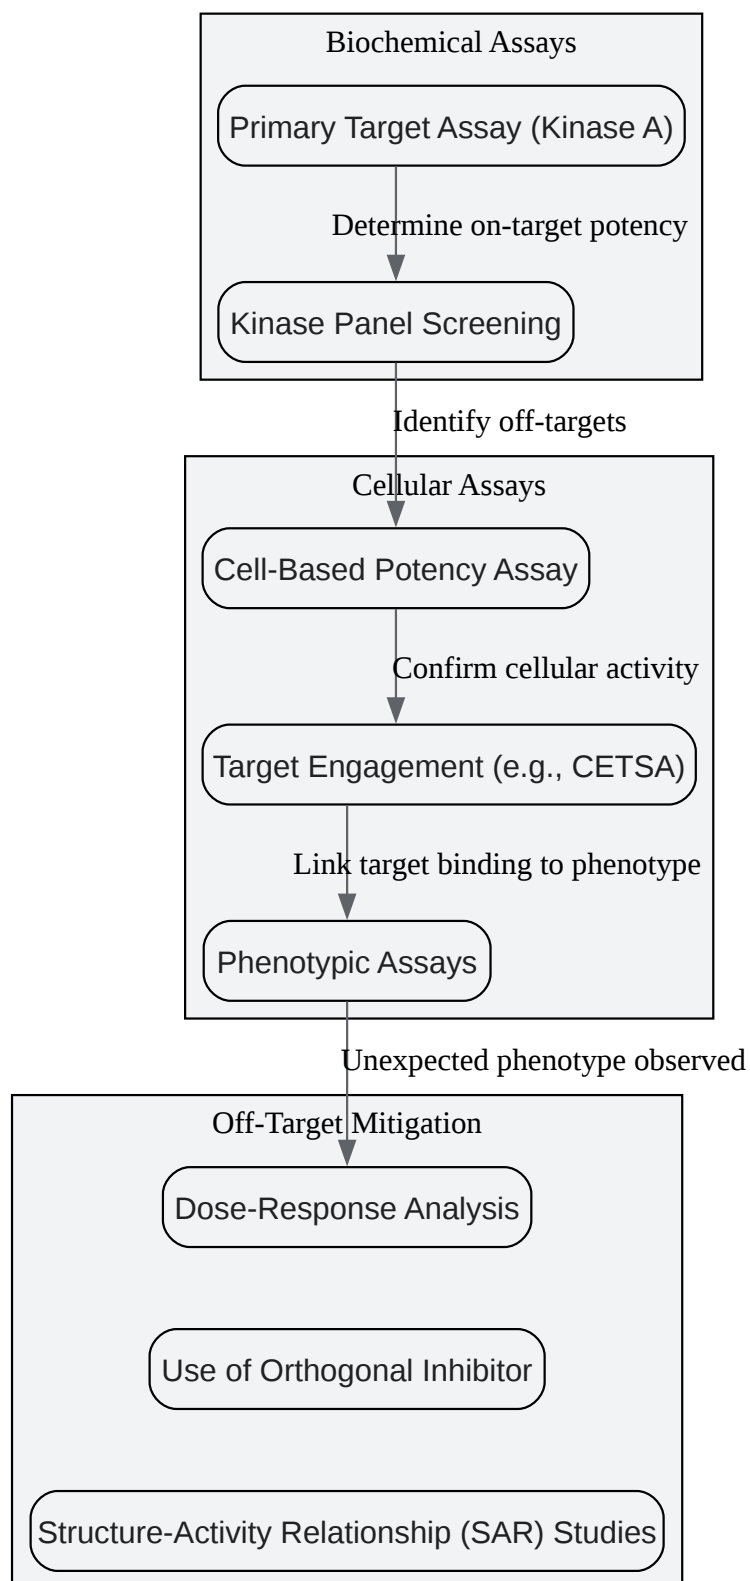 Biochemical Assays
Primary Target Assay (Kinase A)
Determine on-target potency
Kinase Panel Screening
Identify off-targets
Cellular Assays
Cell-Based Potency Assay
Confirm cellular activity
Target Engagement (e.g., CETSA)
Link target binding to phenotype
Phenotypic Assays
Unexpected phenotype observed
Off-Target Mitigation
Dose-Response Analysis
Use of Orthogonal Inhibitor
Structure-Activity Relationship (SAR) Studies